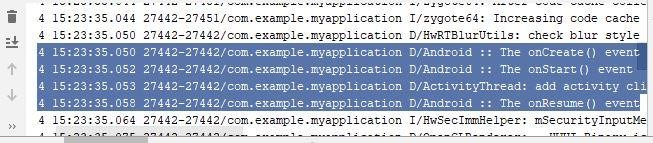 4 15:23:35.044 27442-27451/com.example.myapplication I/zygote64: Increasing code cache
4 15:23:35.050 27442-27442/com.example.myapplication D/HwRTBlurUtils: check blur style
4 15:23:35.050 27442-27442/com.example.myapplication D/Android :: The onCreate() event
4 15:23:35.052 27442-27442/com.example.myapplication D/Android :: The onStart() event
4 15:23:35.053 27442-27442/com.example.myapplication D/ActivityThread: add activity cli
4 15:23:35.058 27442-27442/com.example.myapplication D/Android :: The onResume() event
4 15:23:35.064 27442-27442/com.example.myapplication I/HwSecImmHelper: mSecurityInputMe